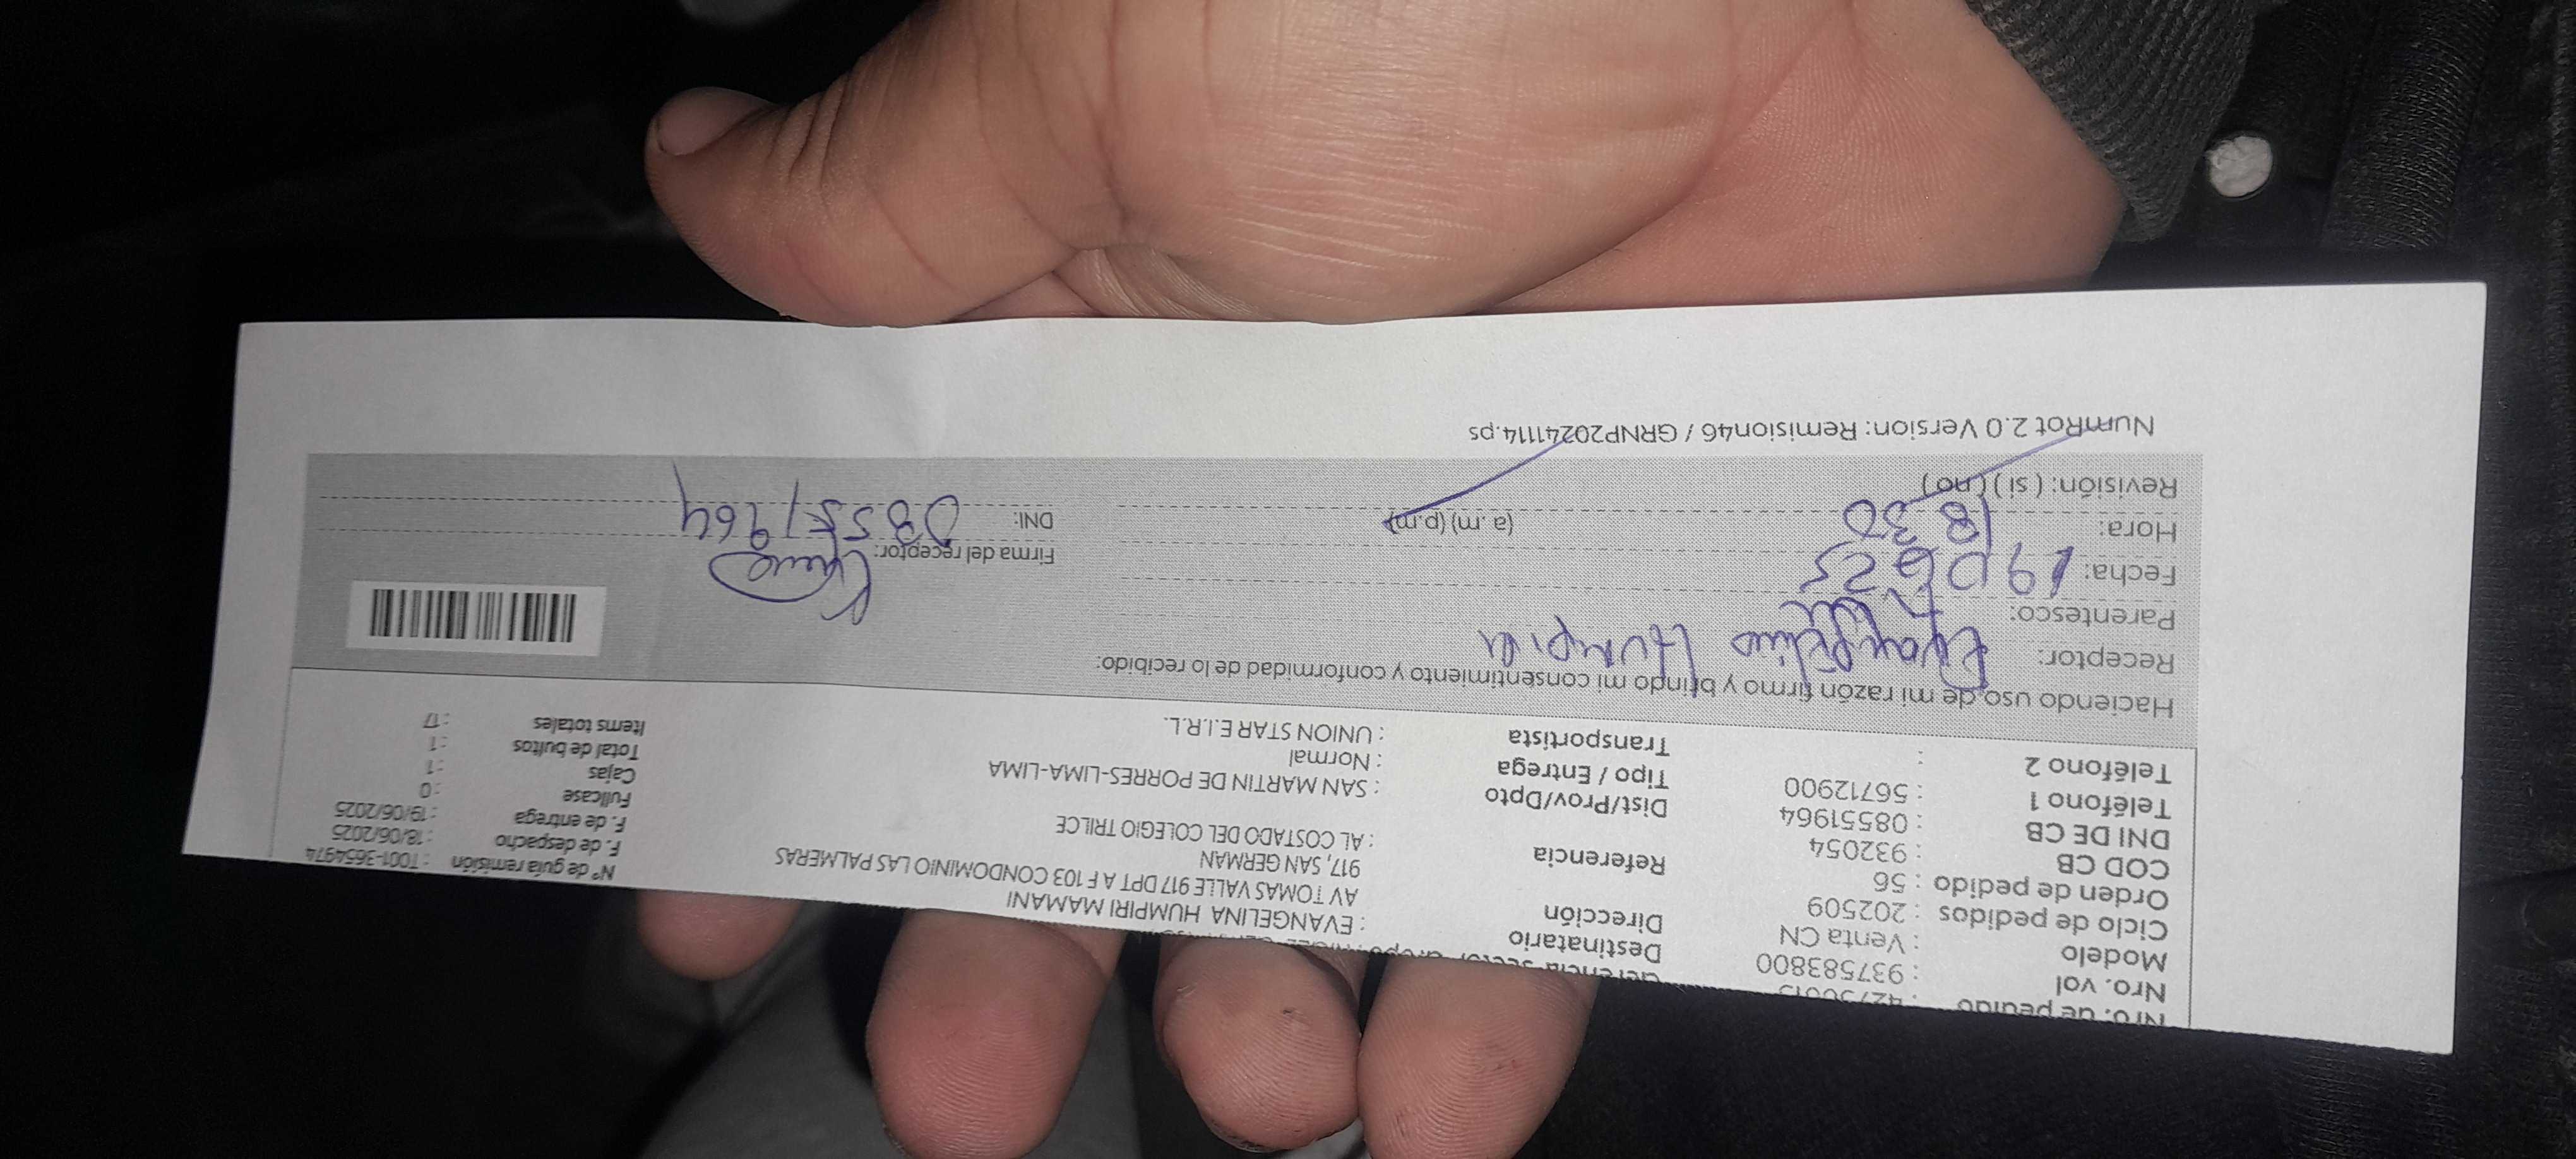 Nro. de pedido
Nro. vol : 937583800
Modelo : Venta CN
Ciclo de pedidos : 202509
Orden de pedido : 56
COD CB : 932054
DNI DE CB : 08551964
Teléfono 1 : 56712900
Teléfono 2 :
Destinatario : EVANGELINA HUMPIRI MAMANI
Dirección AV TOMAS VALLE 917 DPT A F 103 CONDOMINIO LAS PALMERAS
917, SAN GERMAN
Referencia : AL COSTADO DEL COLEGIO TRILCE
Dist/Prov/Dpto : SAN MARTIN DE PORRES-LIMA-LIMA
Tipo / Entrega : Normal
Transportista : UNION STAR E.I.R.L.
N° de guía remisión : T001-3654974
F. de despacho : 18/06/2025
F. de entrega : 19/06/2025
Fullcase : 0
Cajas : 1
Total de bultos : 1
Items totales : 17
Haciendo uso de mi razón firmo y brindo mi consentimiento y conformidad de lo recibido:
Receptor: Humpiri
Parentesco:
Fecha: 19 06 25
Hora: 18 30 (a. m) (p.m)
Revisión: ( si ) ( no )
Firma del receptor:
DNI: 08551964
NumRot 2.0 Version: Remision46 / GRNP20241114.ps